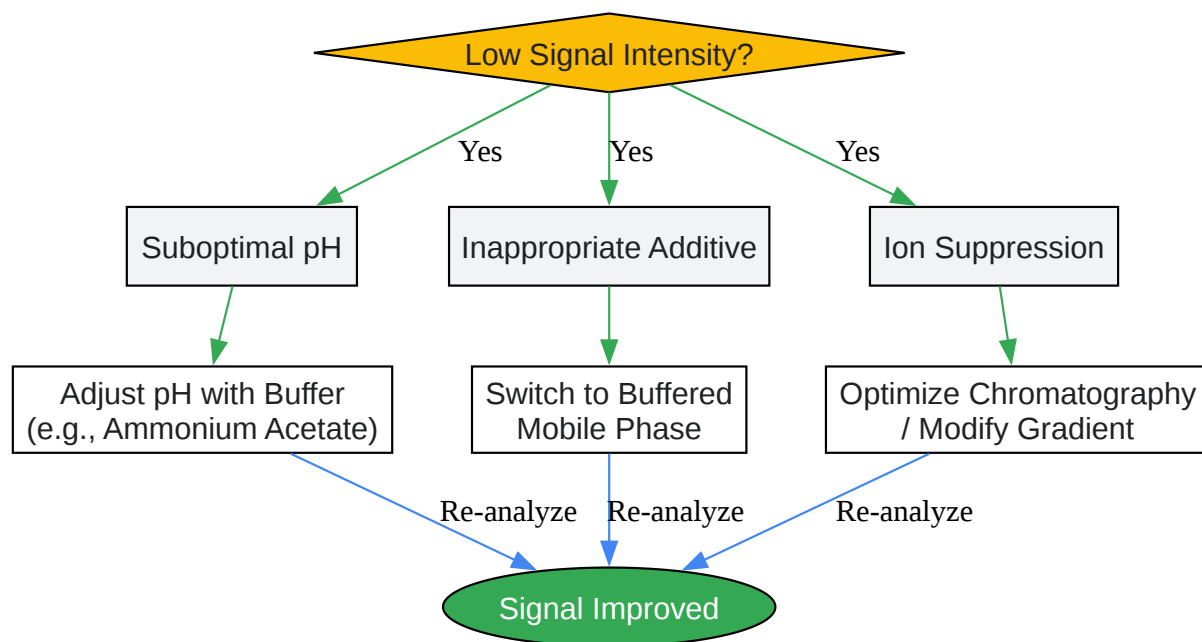 Low Signal Intensity?
Yes
Yes
Yes
Suboptimal pH
Inappropriate Additive
Ion Suppression
Adjust pH with Buffer
(e.g., Ammonium Acetate)
Switch to Buffered
Mobile Phase
Optimize Chromatography
/ Modify Gradient
Re-analyze
Re-analyze
Re-analyze
Signal Improved